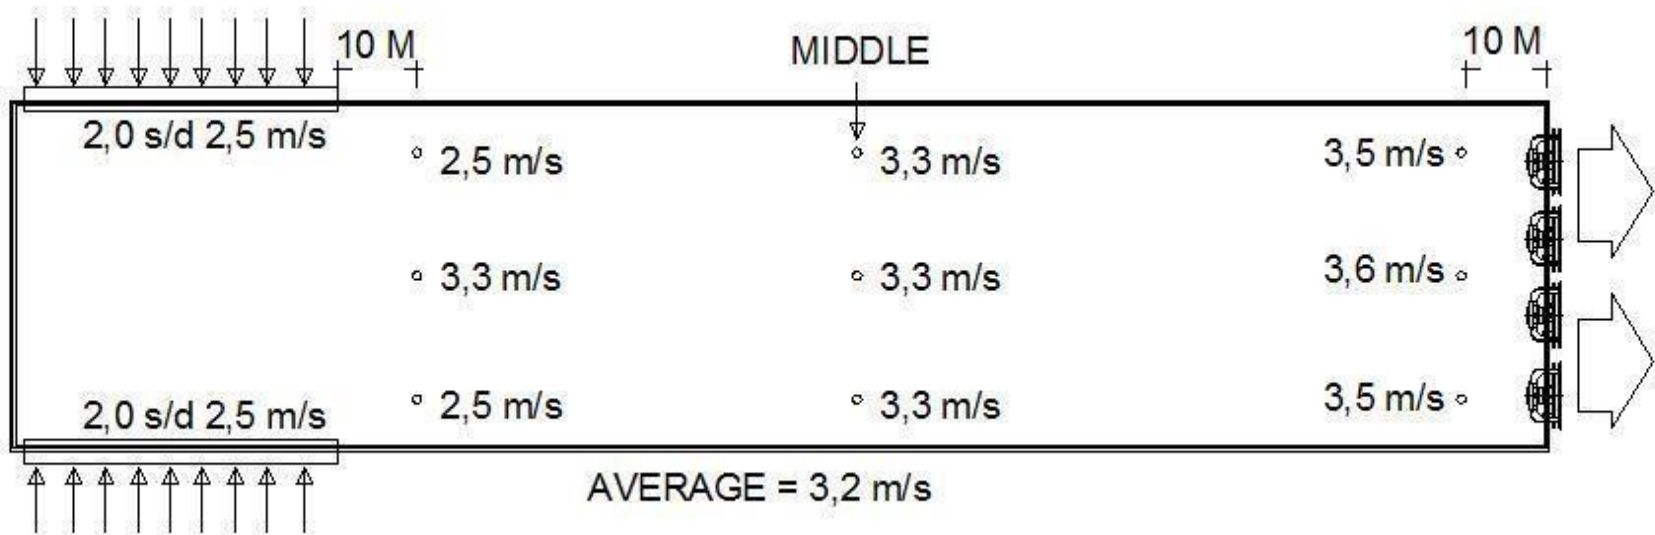 10 M
MIDDLE
10 M
2,0 s/d 2,5 m/s
2,5 m/s
3,3 m/s
3,5 m/s
3,3 m/s
3,3 m/s
3,6 m/s
2,0 s/d 2,5 m/s
2,5 m/s
3,3 m/s
3,5 m/s
AVERAGE = 3,2 m/s